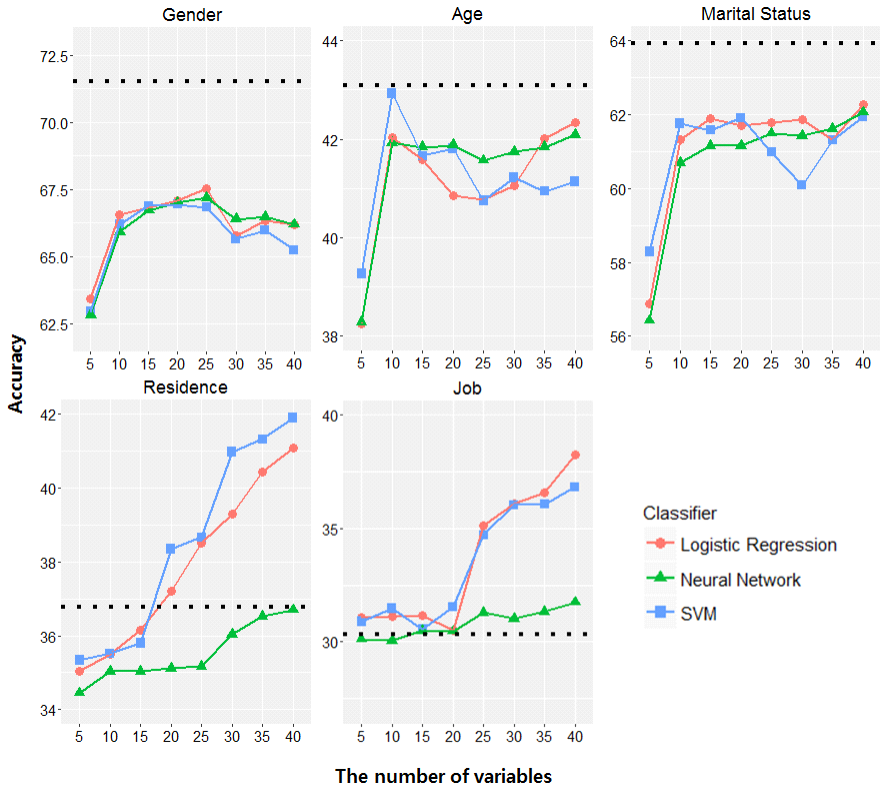 Gender
Age
Marital Status
72.5
70.0
67.5
65.0
62.5
5 10 15 20 25 30 35 40
44
42
40
38
5 10 15 20 25 30 35 40
64
62
60
58
56
5 10 15 20 25 30 35 40
Accuracy
Residence
Job
42
40
38
36
34
5 10 15 20 25 30 35 40
40
35
30
5 10 15 20 25 30 35 40
Classifier
Logistic Regression
Neural Network
SVM
The number of variables